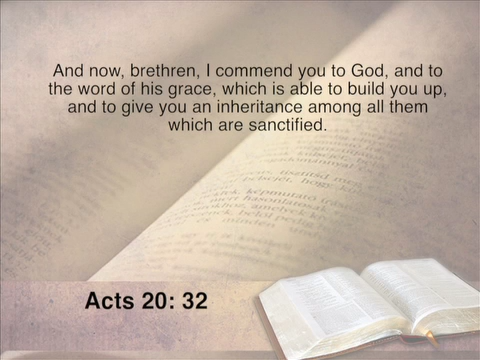 And now, brethren, I commend you to God, and to
the word of his grace, which is able to build you up,
and to give you an inheritance among all them
which are sanctified.
képmutató
Acts 20: 32